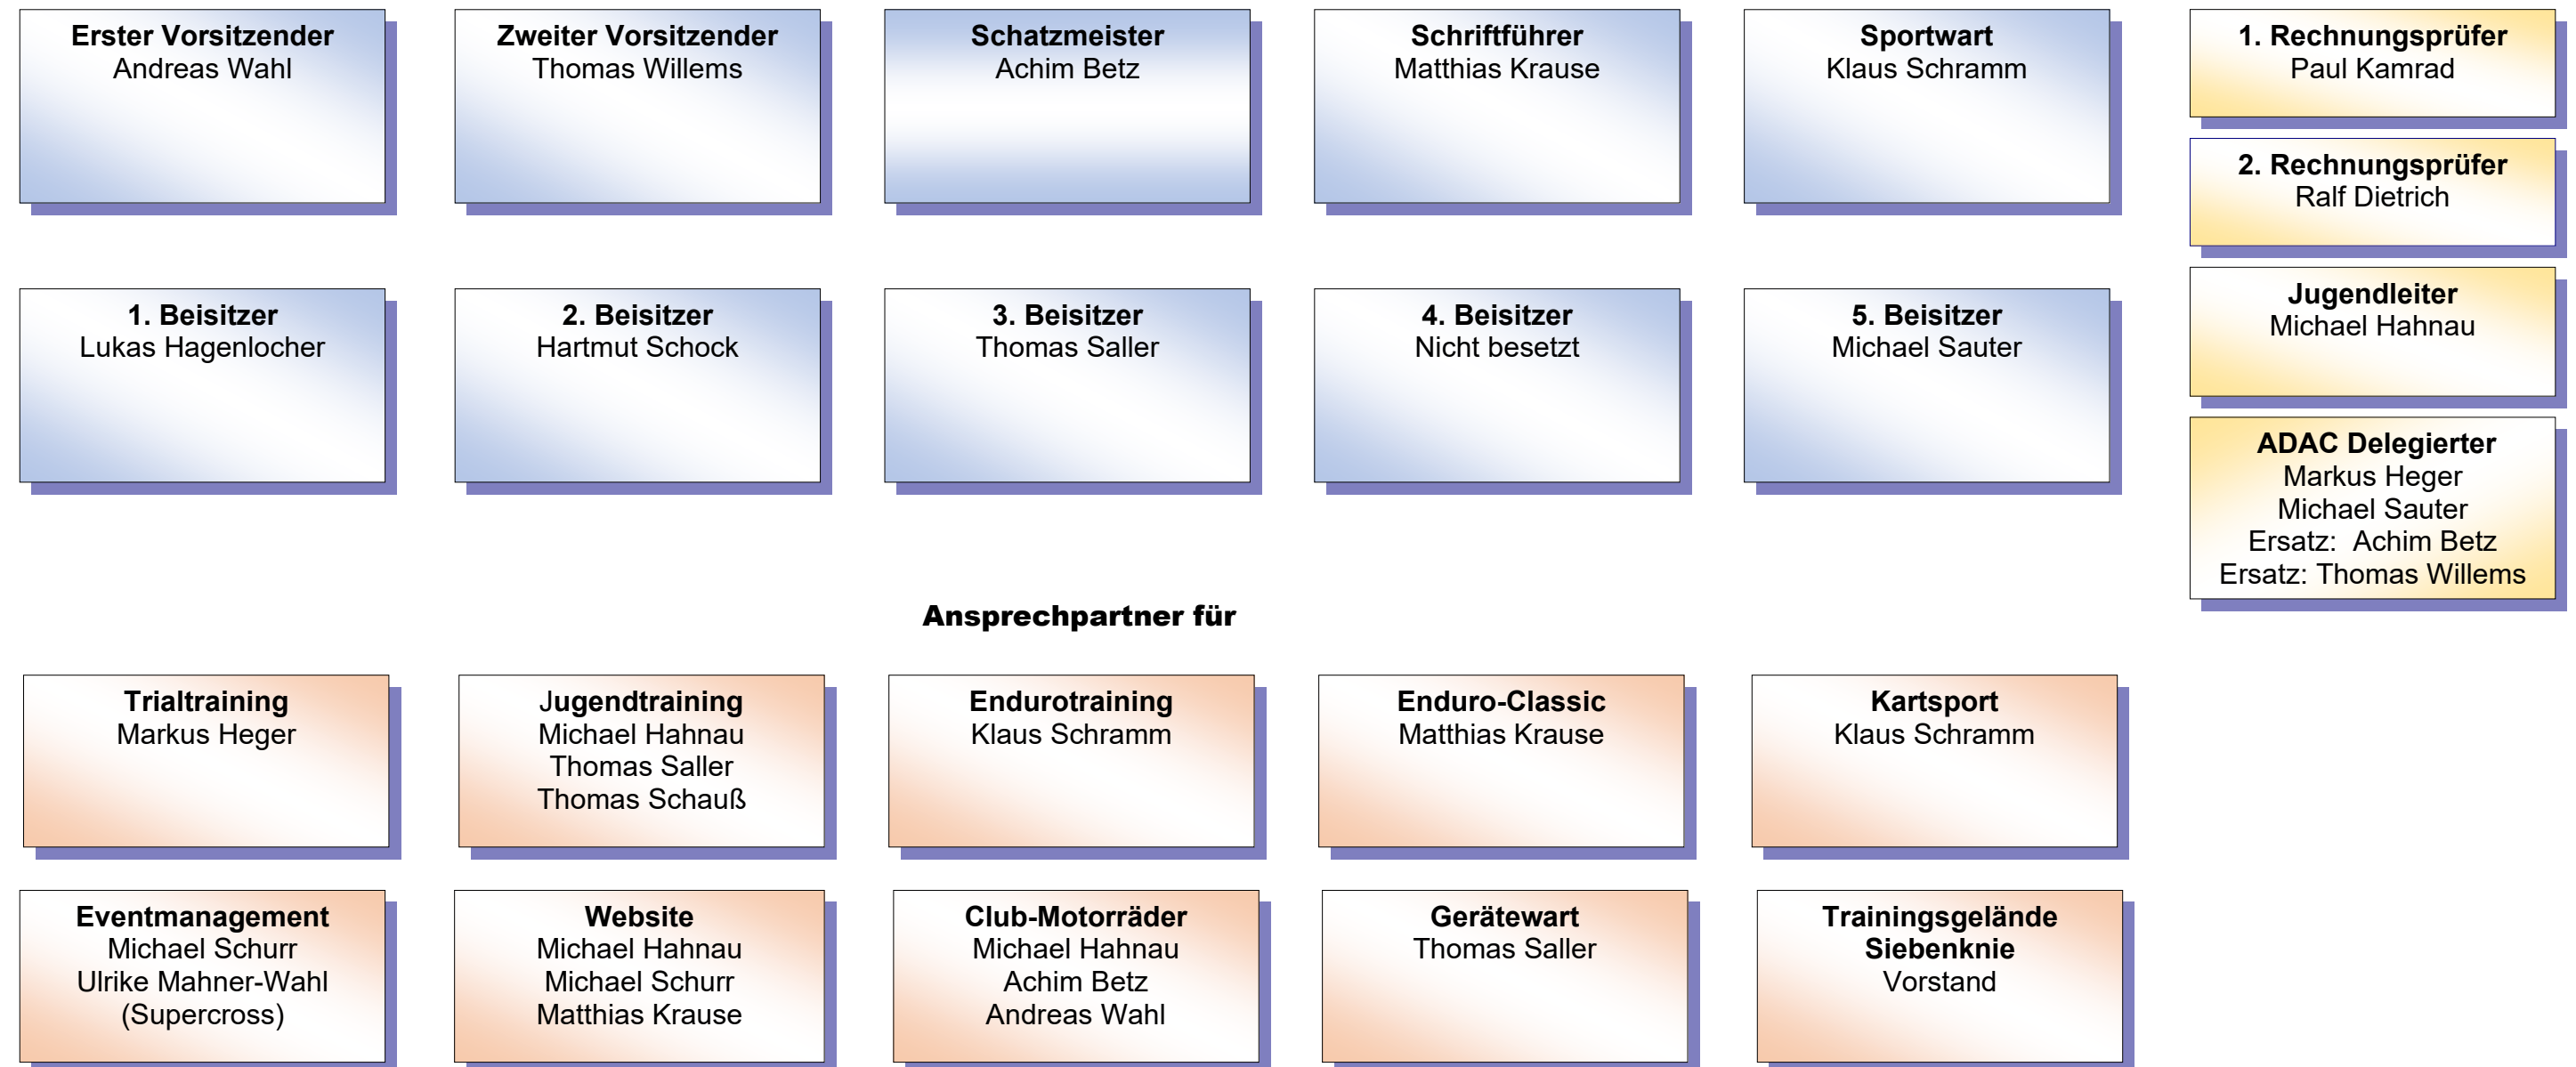 Erster Vorsitzender
Andreas Wahl
Zweiter Vorsitzender
Thomas Willems
Schatzmeister
Achim Betz
Schriftführer
Matthias Krause
Sportwart
Klaus Schramm
1. Rechnungsprüfer
Paul Kamrad
2. Rechnungsprüfer
Ralf Dietrich
Jugendleiter
Michael Hahnau
ADAC Delegierter
Markus Heger
Michael Sauter
Ersatz:  Achim Betz
Ersatz: Thomas Willems
1. Beisitzer
Lukas Hagenlocher
2. Beisitzer
Hartmut Schock
3. Beisitzer
Thomas Saller
4. Beisitzer
Nicht besetzt
5. Beisitzer
Michael Sauter
Ansprechpartner für
Trialtraining
Markus Heger
Jugendtraining
Michael Hahnau
Thomas Saller
Thomas Schauß
Endurotraining
Klaus Schramm
Enduro-Classic
Matthias Krause
Kartsport
Klaus Schramm
Eventmanagement
Michael Schurr
Ulrike Mahner-Wahl
(Supercross)
Website
Michael Hahnau
Michael Schurr
Matthias Krause
Club-Motorräder
Michael Hahnau
Achim Betz
Andreas Wahl
Gerätewart
Thomas Saller
Trainingsgelände
Siebenknie
Vorstand